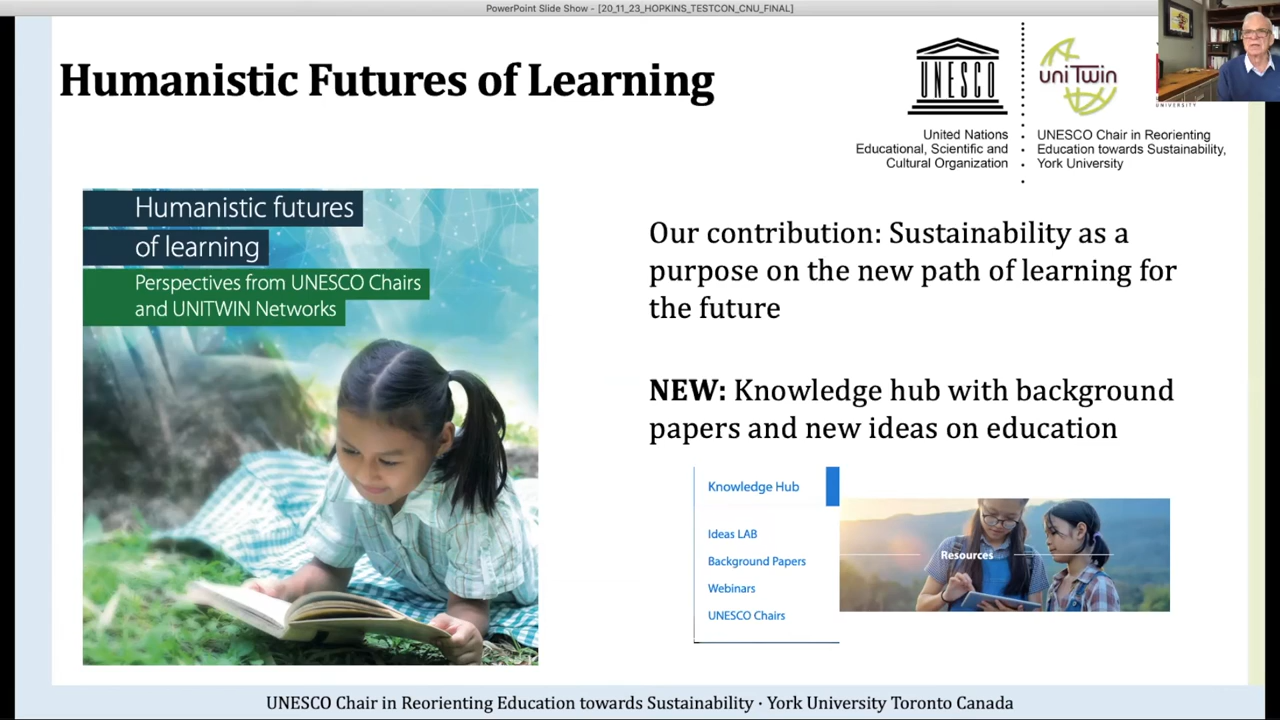 PowerPoint Slide Show - [20_11_23_HOPKINS_TESTCON_CNU_FINAL]
Humanistic Futures of Learning
UNESCO
United Nations
Educational, Scientific and
Cultural Organization
uniTwin
UNIVERSITY
UNESCO Chair in Reorienting
Education towards Sustainability,
York University
Humanistic futures
of learning
Perspectives from UNESCO Chairs
and UNITWIN Networks
Our contribution: Sustainability as a
purpose on the new path of learning for
the future
NEW: Knowledge hub with background
papers and new ideas on education
Knowledge Hub
Ideas LAB
Background Papers
Webinars
UNESCO Chairs
Resources
UNESCO Chair in Reorienting Education towards Sustainability · York University Toronto Canada